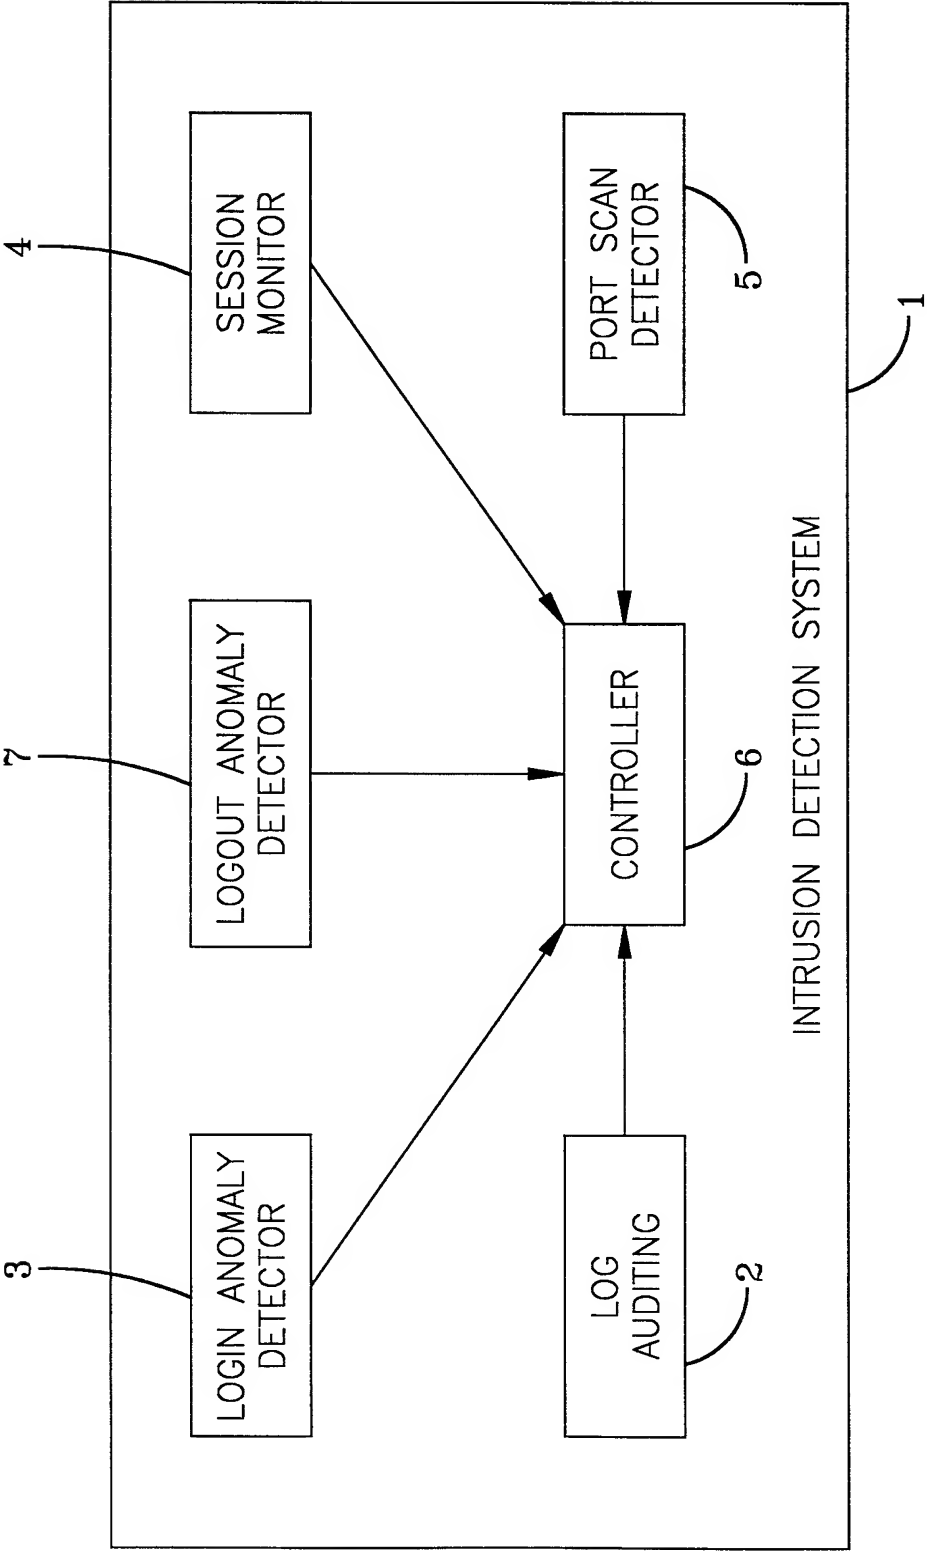 3
7
4
LOGIN ANOMALY
DETECTOR
LOGOUT ANOMALY
DETECTOR
SESSION
MONITOR
LOG
AUDITING
CONTROLLER
PORT SCAN
DETECTOR
2
6
5
INTRUSION DETECTION SYSTEM
1